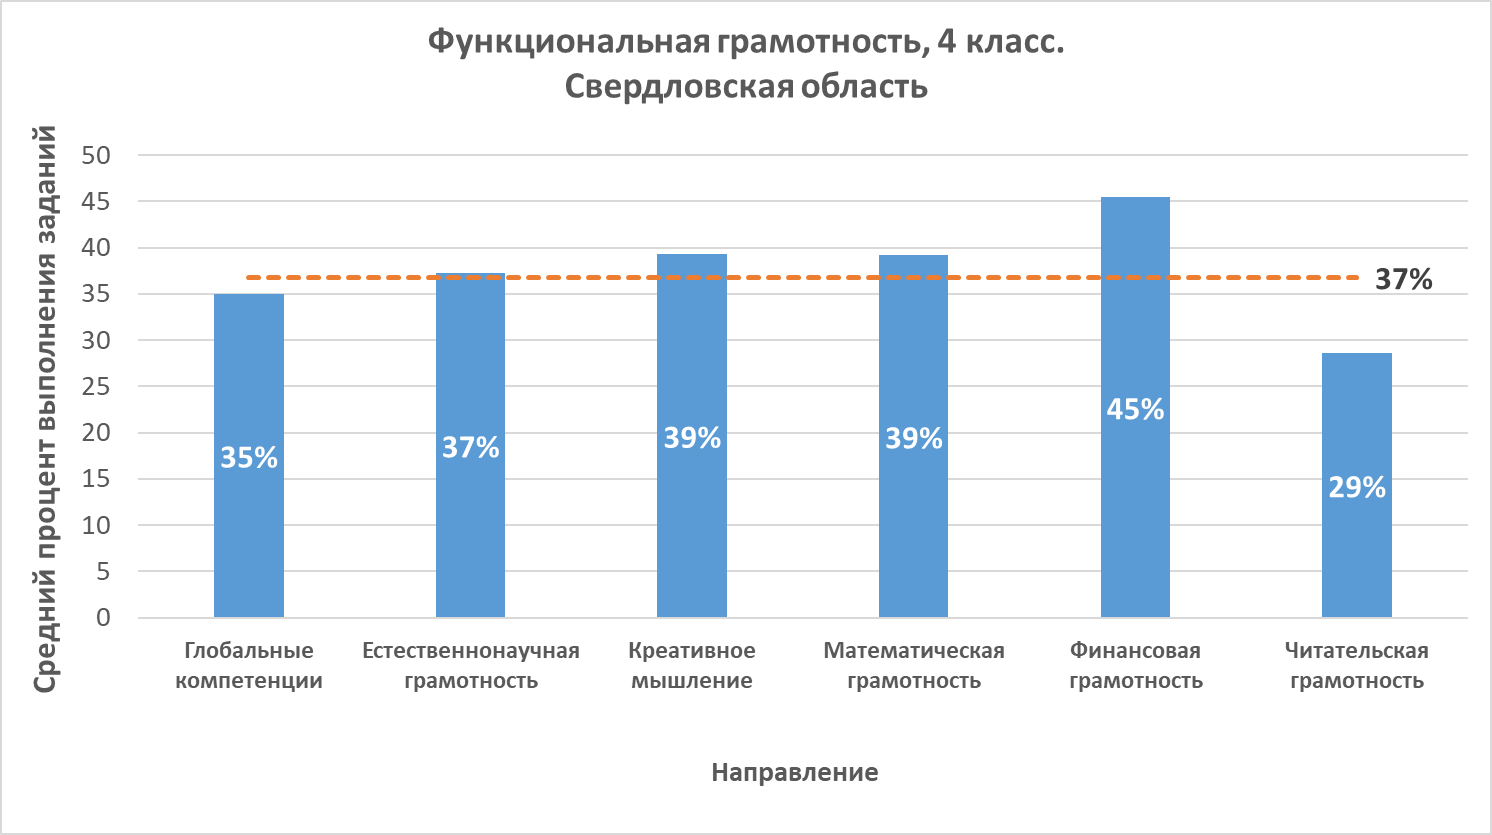 Функциональная грамотность, 4 класс.
Свердловская область
Средний процент выполнения заданий
50
45
40
35
30
25
20
15
10
5
0
37%
35%
37%
39%
39%
45%
29%
Глобальные
компетенции
Естественнонаучная
грамотность
Креативное
мышление
Математическая
грамотность
Финансовая
грамотность
Читательская
грамотность
Направление